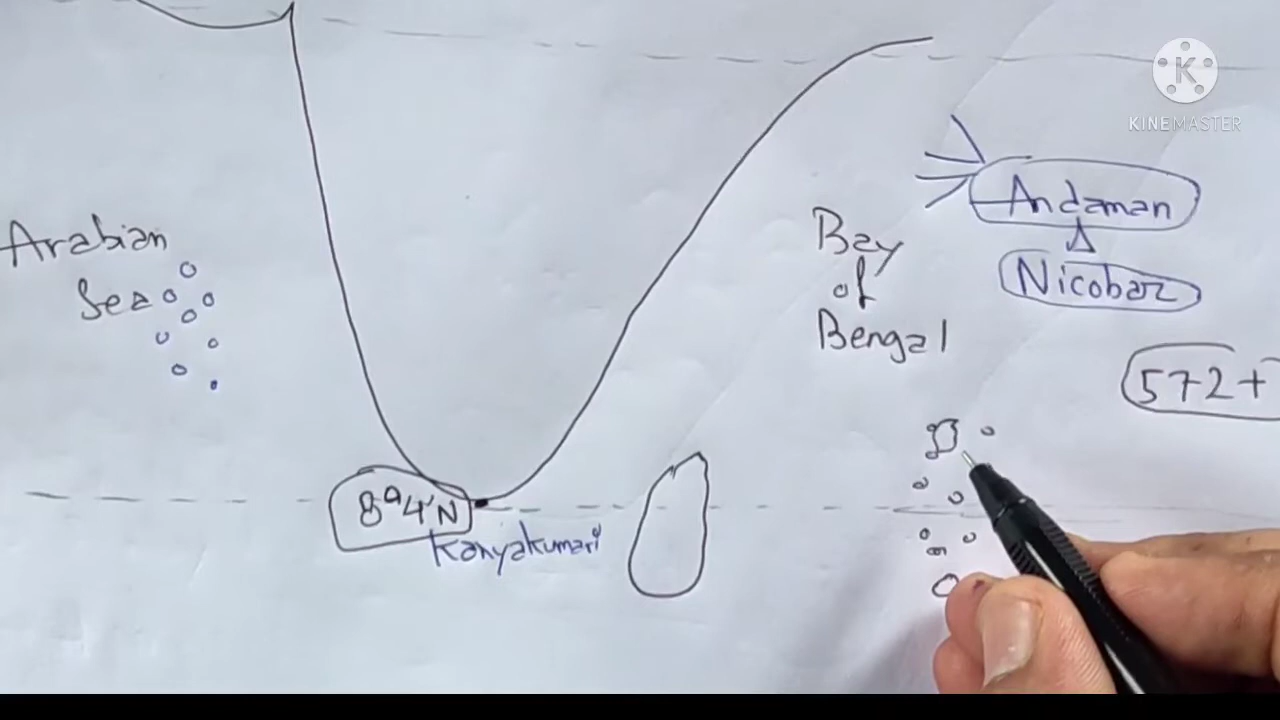 K
KINEMASTER
Arabian
Sea
Bay
of
Bengal
Andaman
&
Nicobar
572+
8°4'N
Kanyakumari